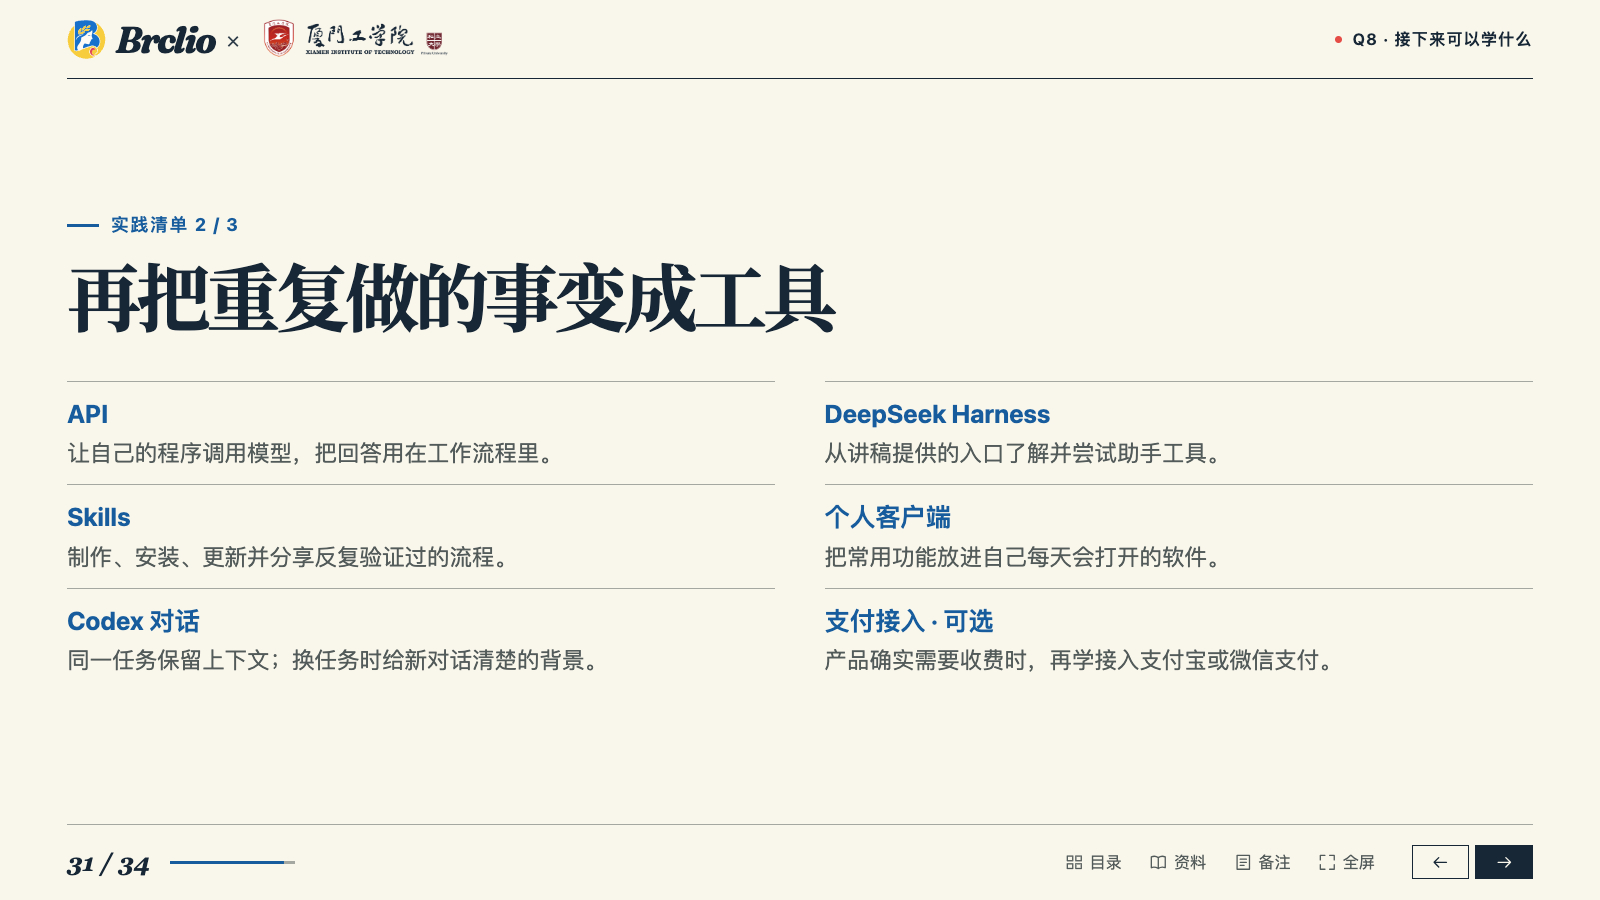 Brclio × 厦门工学院
XIAMEN INSTITUTE OF TECHNOLOGY
Q8 · 接下来可以学什么
实践清单 2 / 3
再把重复做的事变成工具
API
让自己的程序调用模型，把回答用在工作流程里。
Skills
制作、安装、更新并分享反复验证过的流程。
Codex 对话
同一任务保留上下文；换任务时给新对话清楚的背景。
DeepSeek Harness
从讲稿提供的入口了解并尝试助手工具。
个人客户端
把常用功能放进自己每天会打开的软件。
支付接入 · 可选
产品确实需要收费时，再学接入支付宝或微信支付。
31 / 34
目录 资料 备注 全屏 ← →